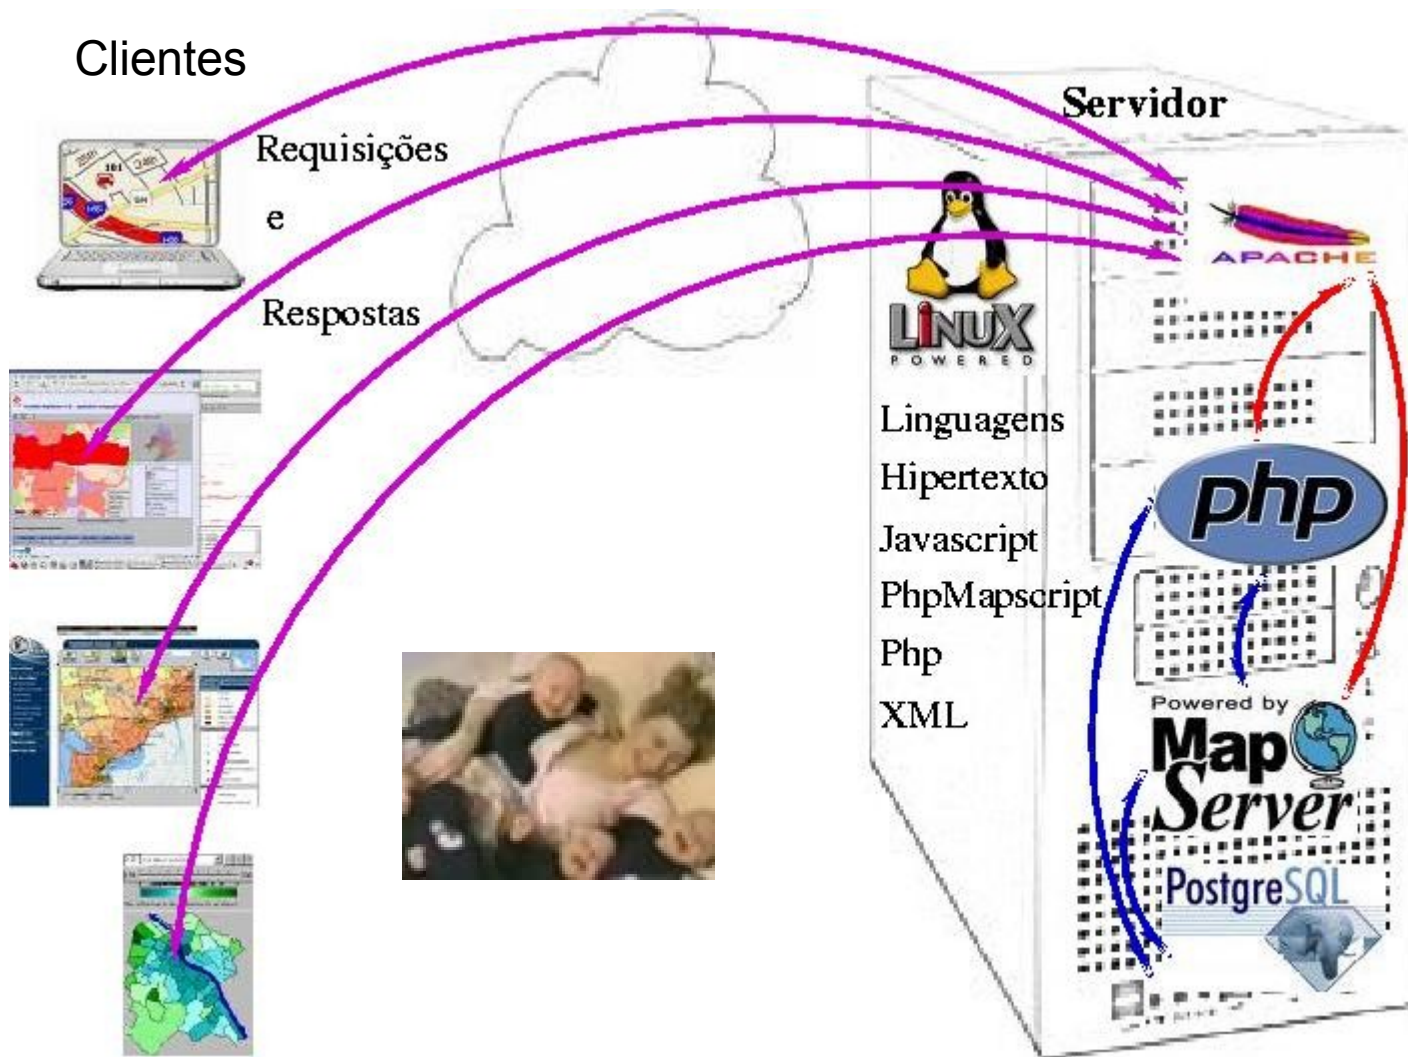 Clientes
Requisições
e
Respostas
Servidor
APACHE
LinuX
POWERED
Linguagens
Hipertexto
Javascript
PhpMapscript
Php
XML
php
Powered by
Map
Server
PostgreSQL